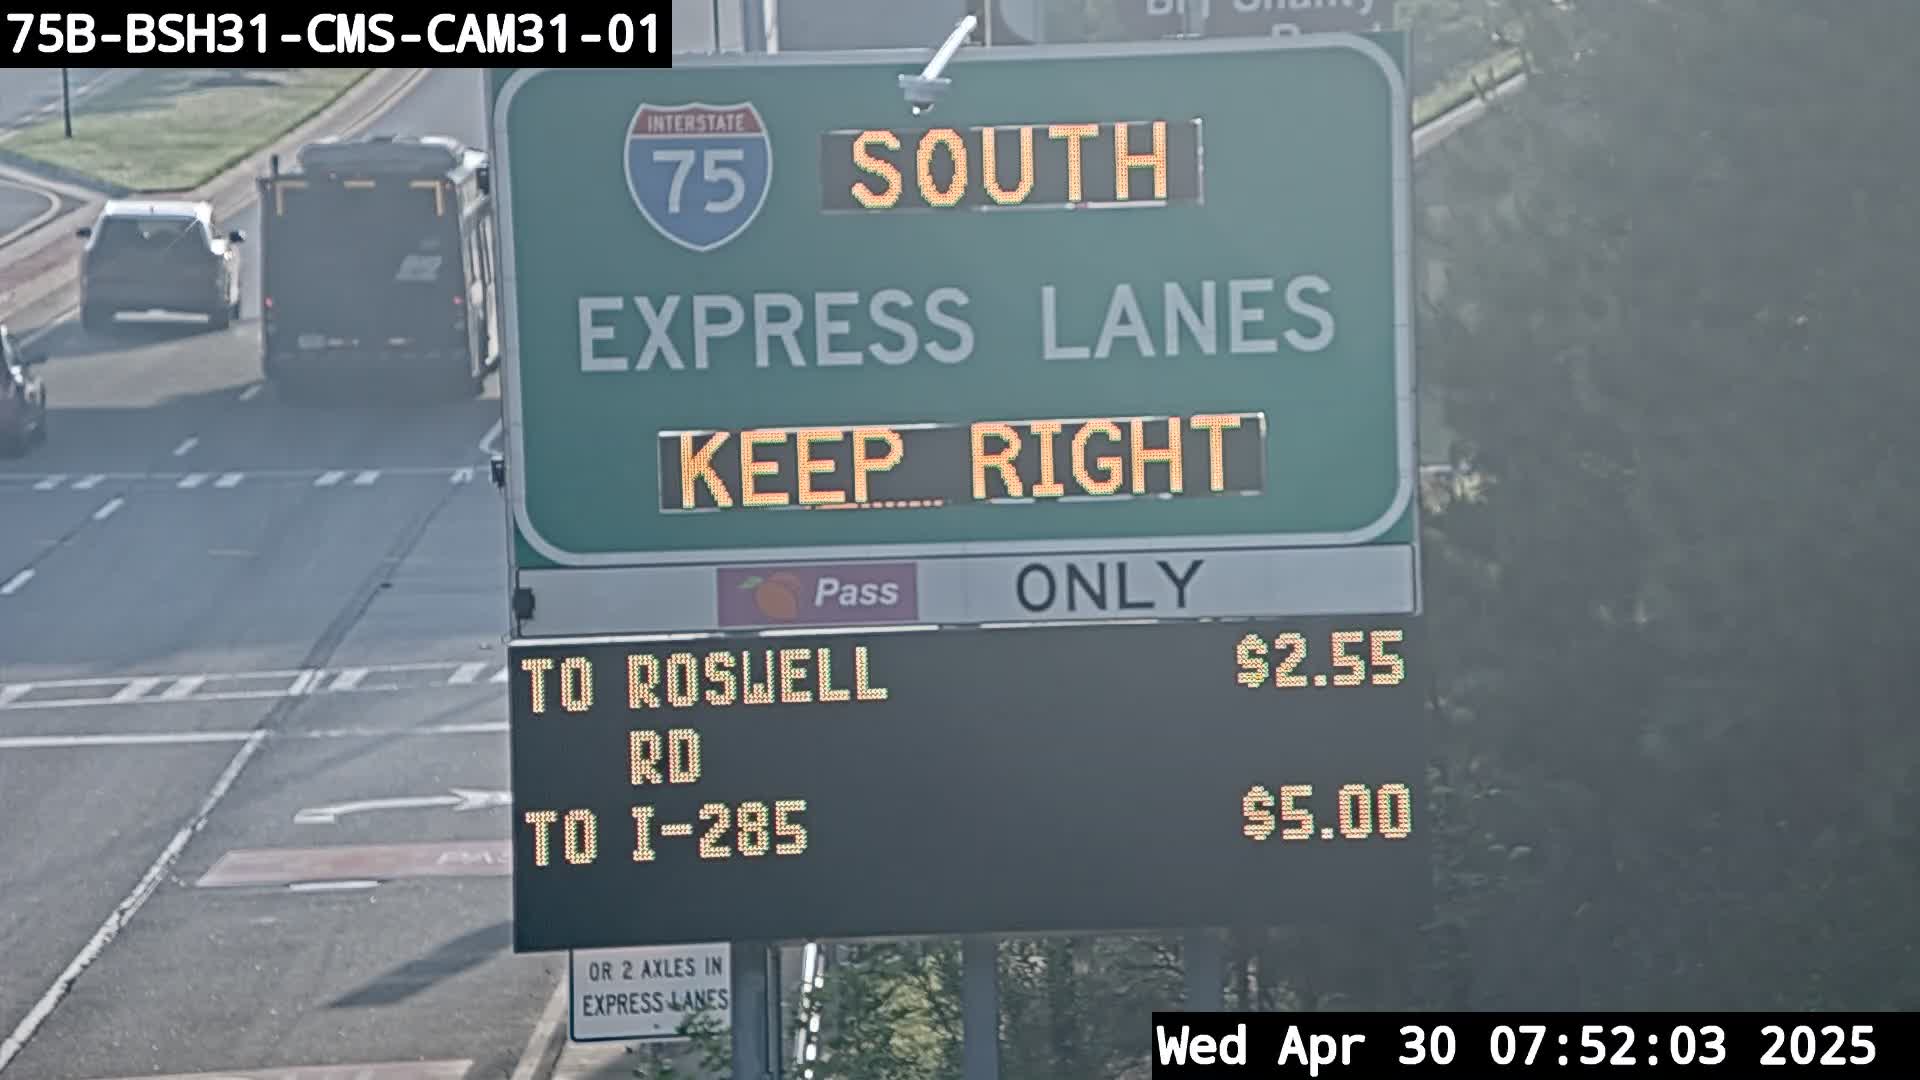 75B-BSH31-CMS-CAM31-01
INTERSTATE
75
SOUTH
EXPRESS LANES
KEEP RIGHT
Pass ONLY
TO ROSWELL $2.55
RD
TO I-285 $5.00
OR 2 AXLES IN
EXPRESS LANES
Wed Apr 30 07:52:03 2025